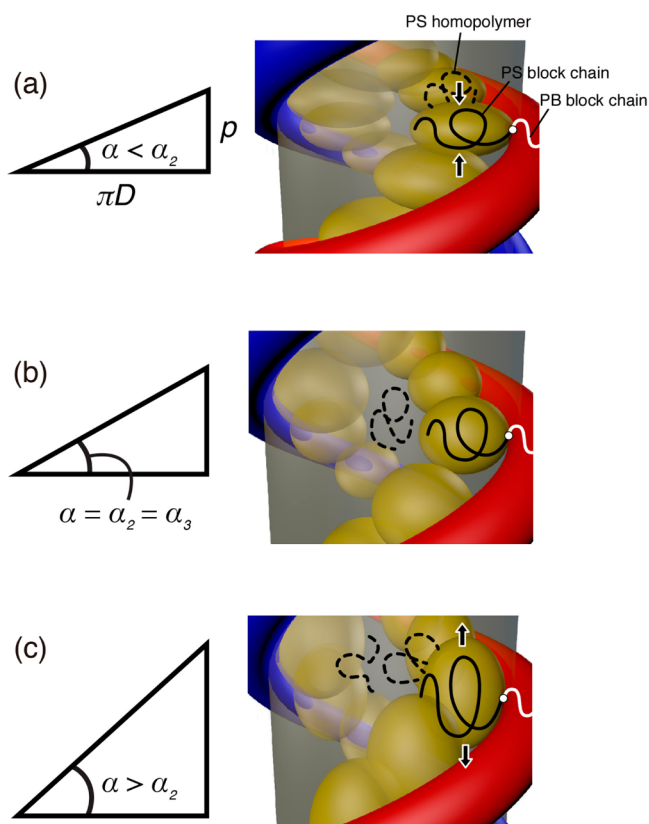 PS homopolymer
(a)
PS block chain
PB block chain
α < α₂
p
πD
(b)
α = α₂ = α₃
(c)
α > α₂